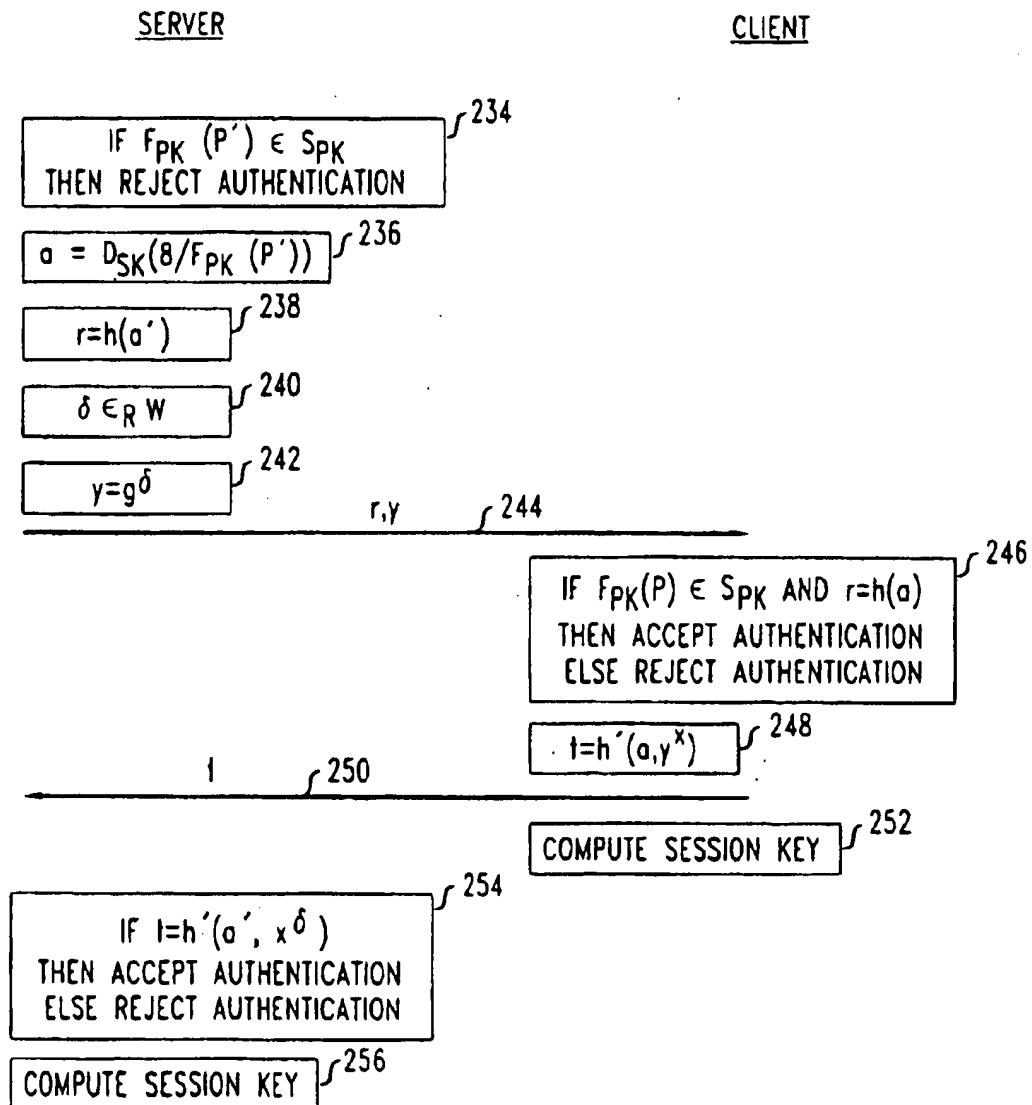 SERVER
CLIENT
234
IF F_PK (P′) ∈ S_PK
THEN REJECT AUTHENTICATION
236
a = D_SK(8/F_PK (P′))
238
r=h(a′)
240
δ ∈_R W
242
y=g^δ
r,y
244
246
IF F_PK(P) ∈ S_PK AND r=h(a)
THEN ACCEPT AUTHENTICATION
ELSE REJECT AUTHENTICATION
248
t=h′(a,y^x)
t
250
252
COMPUTE SESSION KEY
254
IF t=h′(a′, x^δ)
THEN ACCEPT AUTHENTICATION
ELSE REJECT AUTHENTICATION
256
COMPUTE SESSION KEY